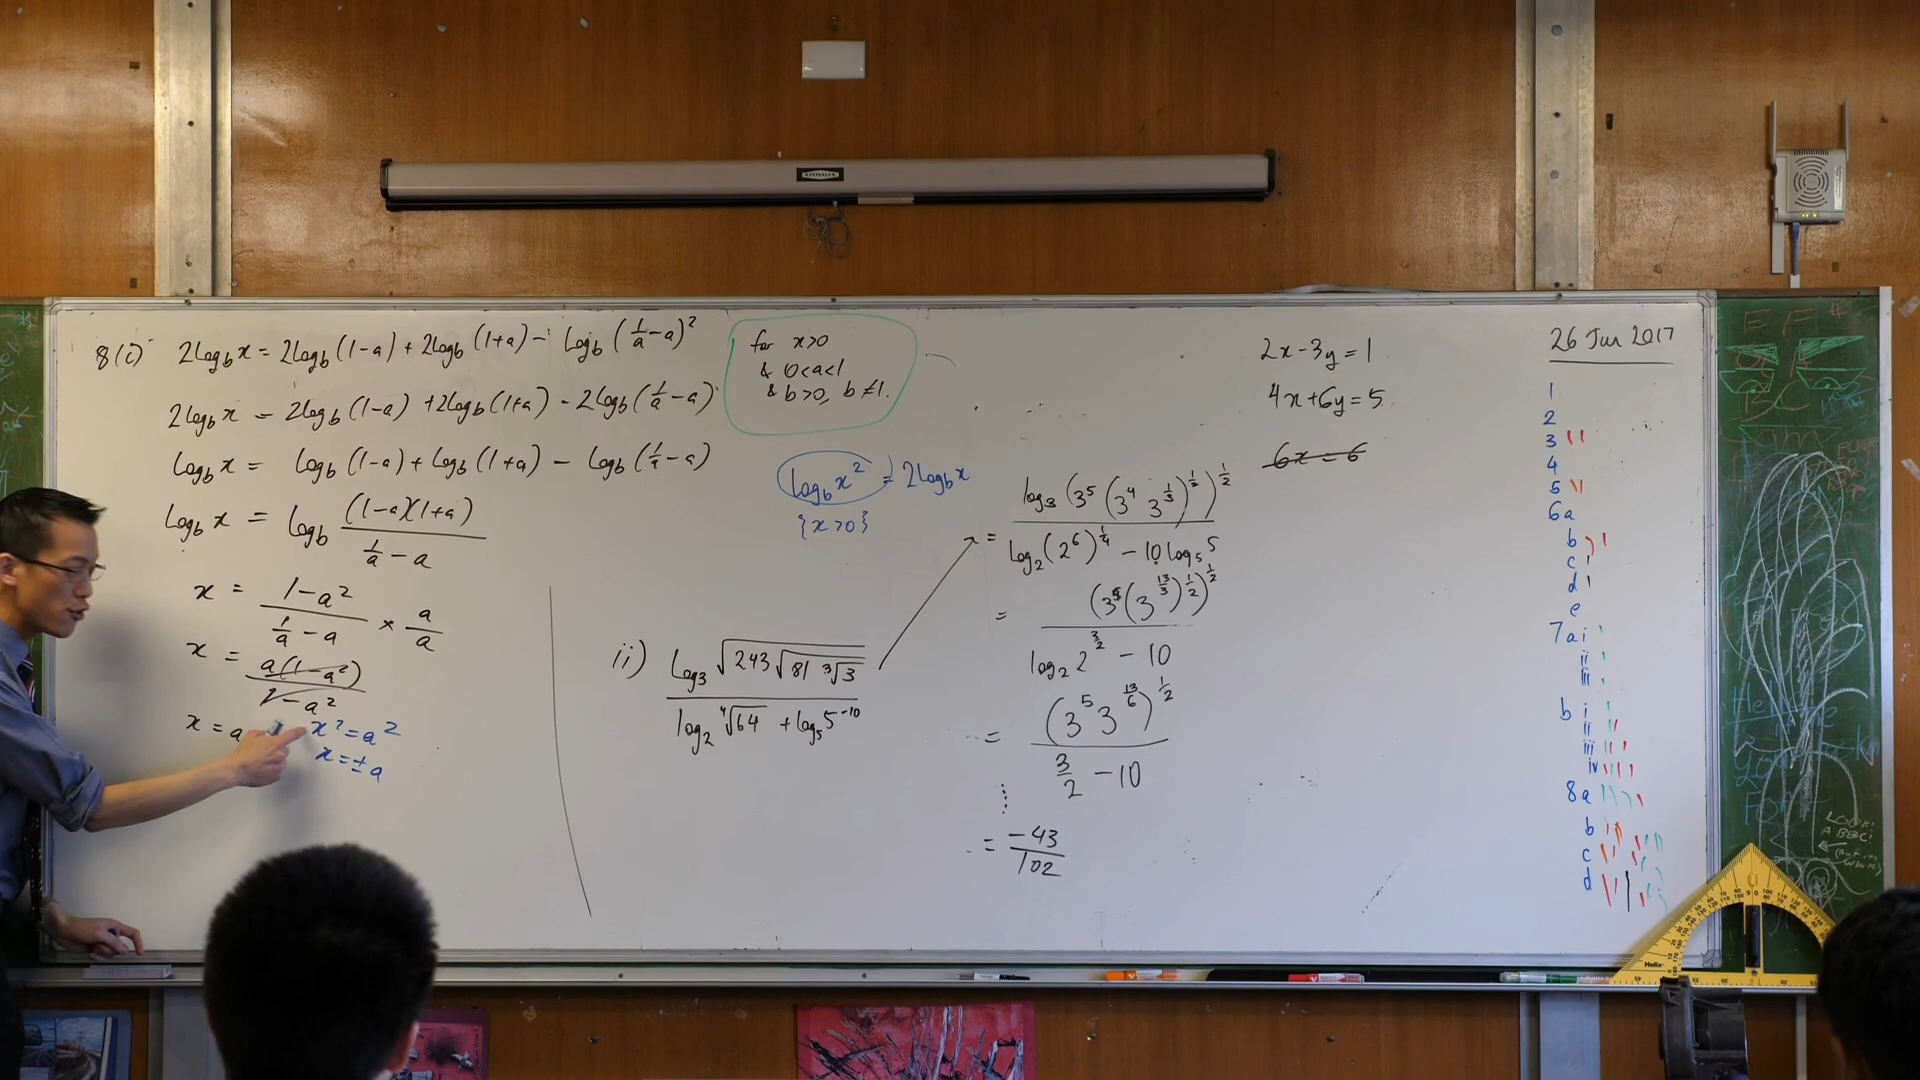 AUSTRALEX
8(i) 2log_b x = 2log_b (1-a) + 2log_b (1+a) - log_b (1/a - a)^2
2log_b x = 2log_b (1-a) + 2log_b (1+a) - 2log_b (1/a - a)
log_b x = log_b (1-a) + log_b (1+a) - log_b (1/a - a)
log_b x = log_b ((1-a)(1+a))/(1/a - a)
x = (1-a^2)/(1/a - a) × a/a
x = a(1-a^2)/(1-a^2)
x = a
x^2 = a^2
x = ±a
for x>0
& 0<a<1
& b>0, b≠1.
log_b x^2 = 2log_b x
{x>0}
ii) (log_3 √(243√(81 ∛3)))/(log_2 ∜64 + log_5 5^-10)
= (log_3 (3^5 (3^4 3^(1/3))^(1/2))^(1/2))/(log_2 (2^6)^(1/4) - 10 log_5 5)
= ((3^5 (3^(13/3))^(1/2))^(1/2))/(log_2 2^(3/2) - 10)
= ((3^5 3^(13/6))^(1/2))/(3/2 - 10)
⋮
= -43/102
2x-3y=1
4x+6y=5
6x=6
26 Jun 2017
1
2
3
4
5
6a
b
c
d
e
7a i
ii
iii
b i
ii
iii
iv
8a
b
c
d
LOOK:
A BBC!
Helix